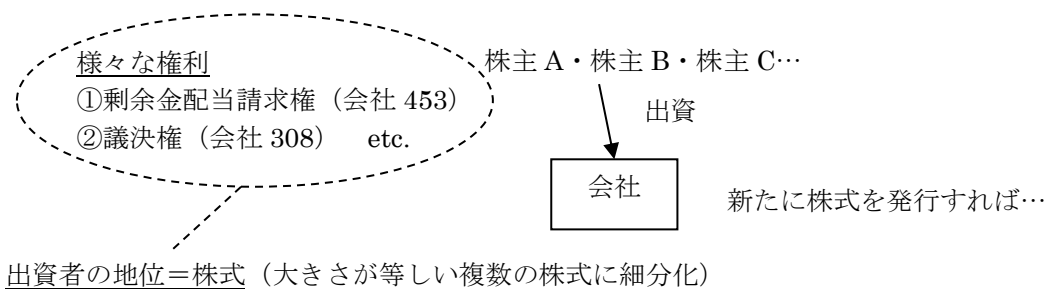 様々な権利
①剰余金配当請求権（会社 453）
②議決権（会社 308）　etc.
株主 A・株主 B・株主 C…
出資
会社
新たに株式を発行すれば…
出資者の地位＝株式（大きさが等しい複数の株式に細分化）